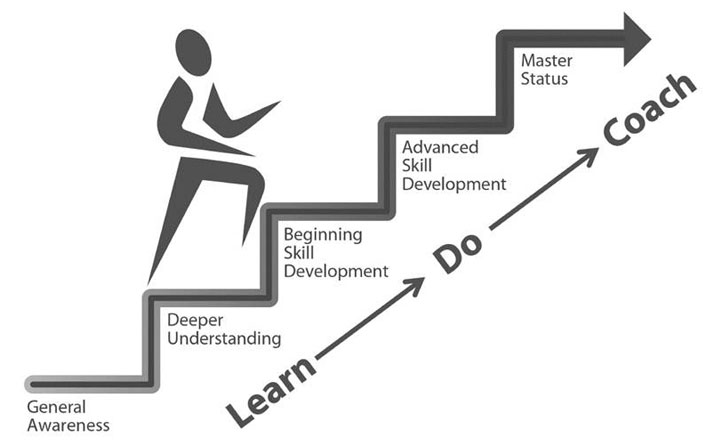 General
Awareness
Deeper
Understanding
Beginning
Skill
Development
Advanced
Skill
Development
Master
Status
Learn
Do
Coach